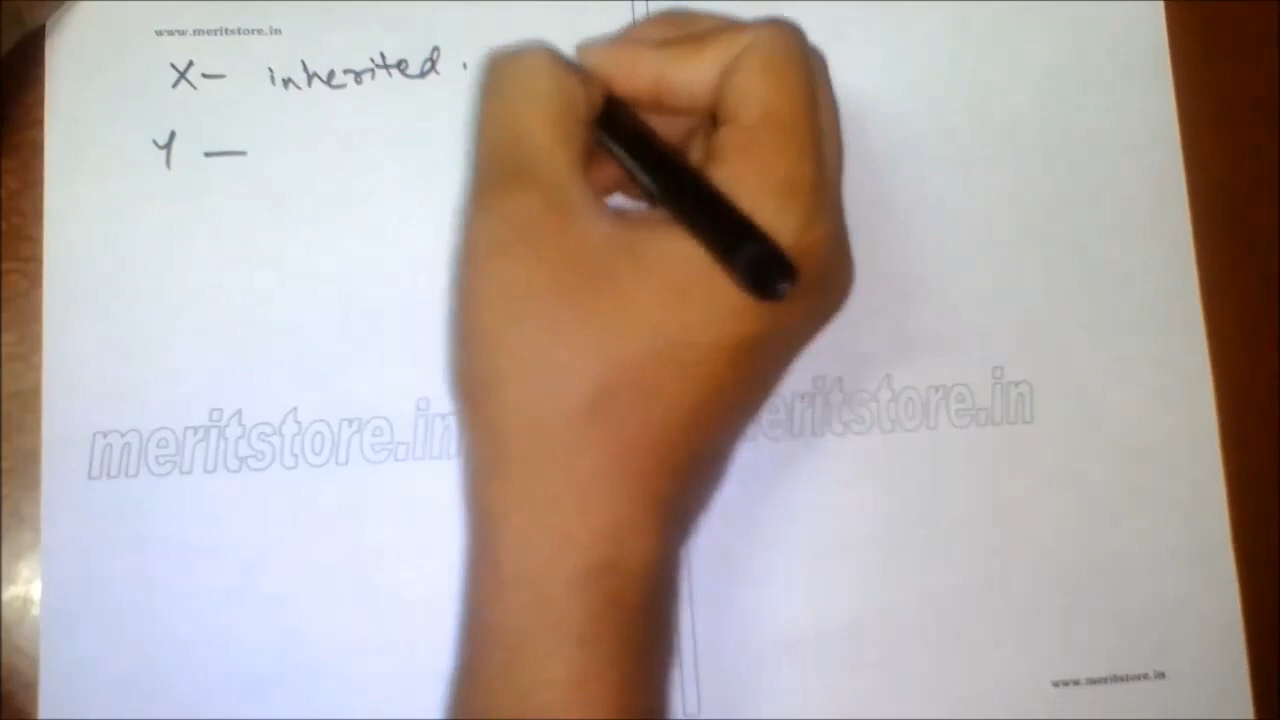 www.meritstore.in
X- inherited.
Y —
meritstore.in
eritstore.in
www.meritstore.in